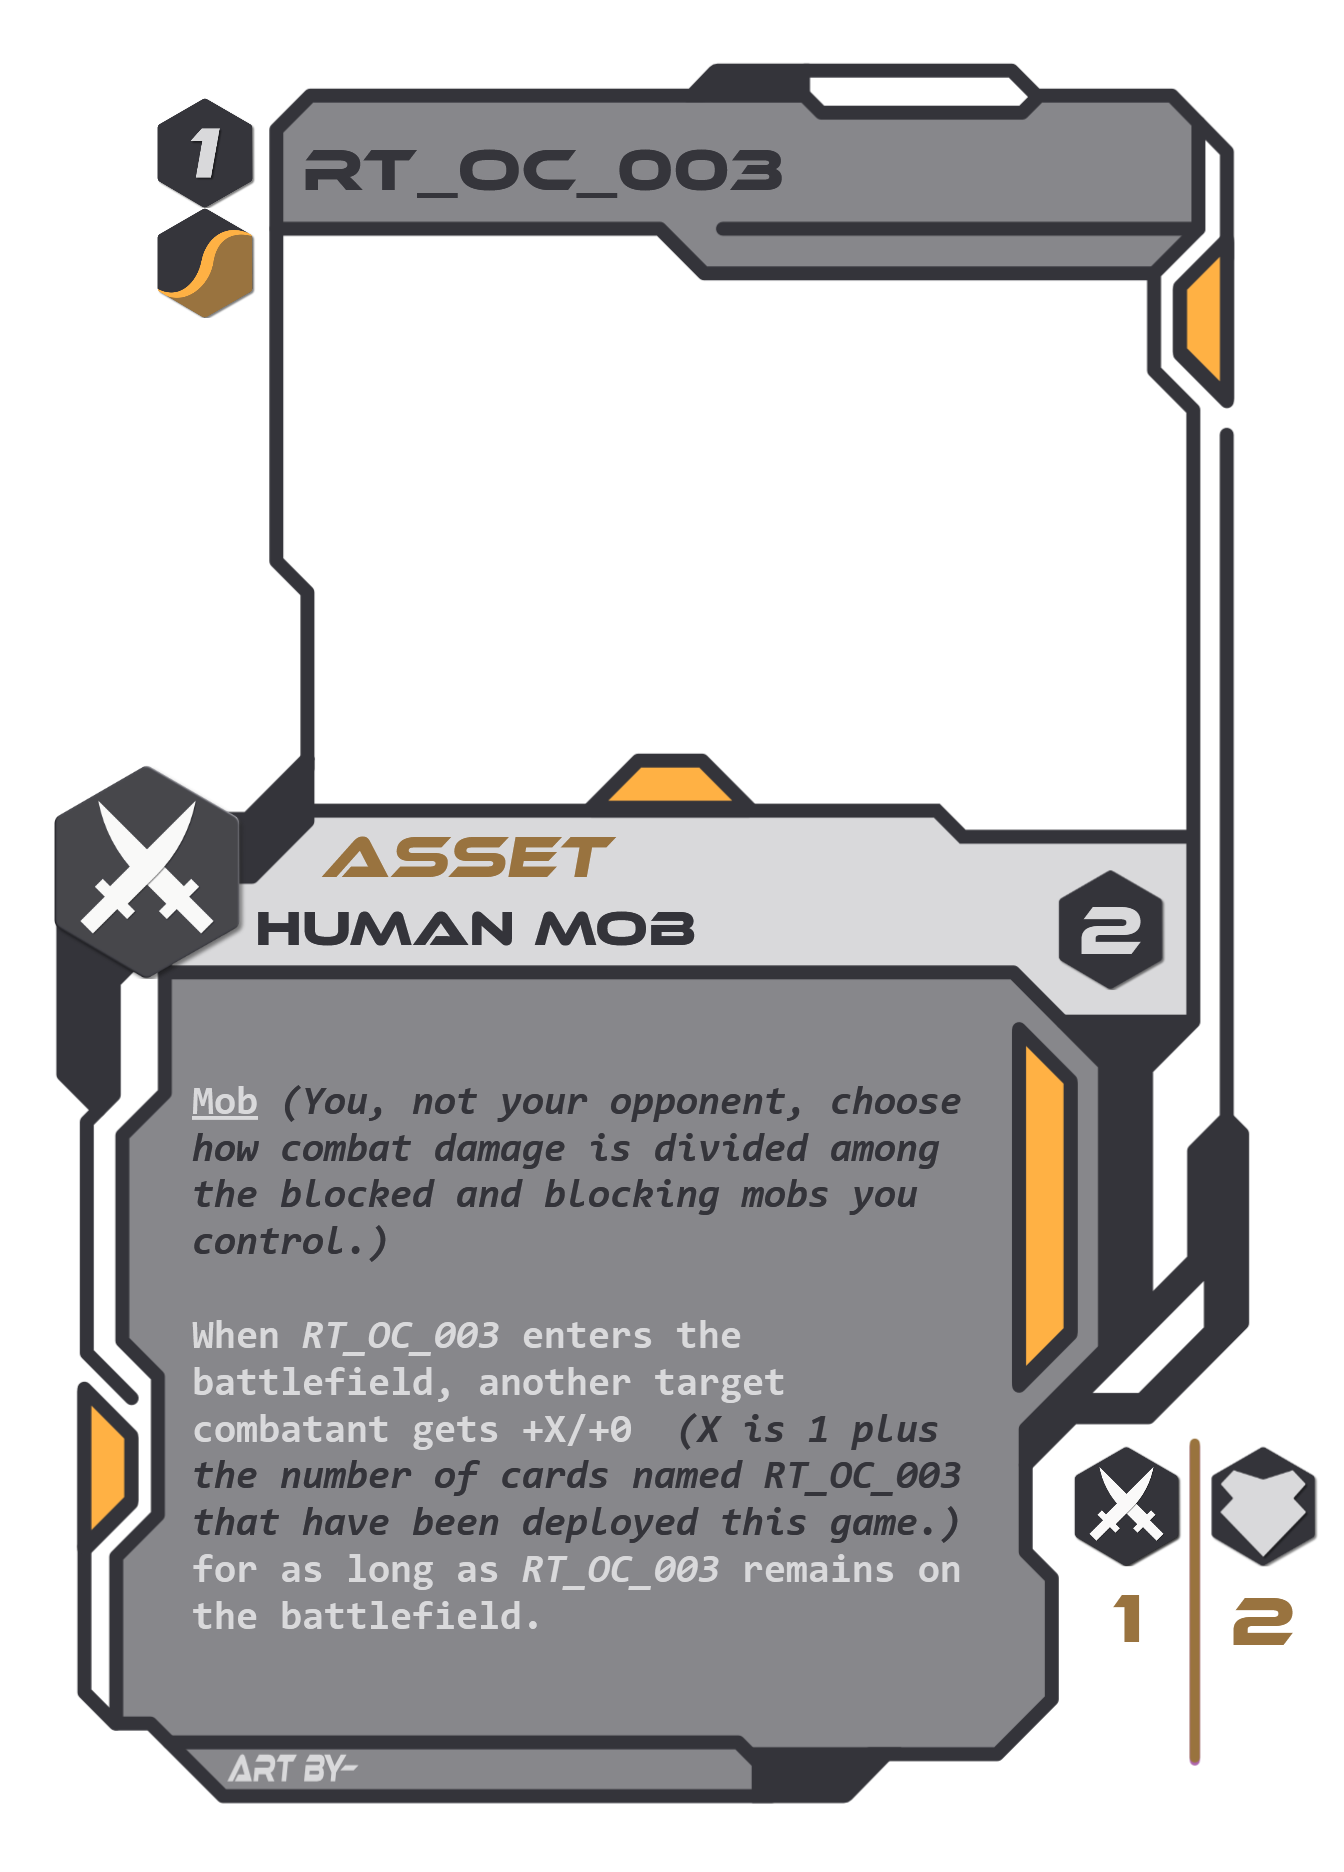 1
RT_OC_003
ASSET
HUMAN MOB
2
Mob (You, not your opponent, choose
how combat damage is divided among
the blocked and blocking mobs you
control.)
When RT_OC_003 enters the
battlefield, another target
combatant gets +X/+0  (X is 1 plus
the number of cards named RT_OC_003
that have been deployed this game.)
for as long as RT_OC_003 remains on
the battlefield.
1
2
ART BY-